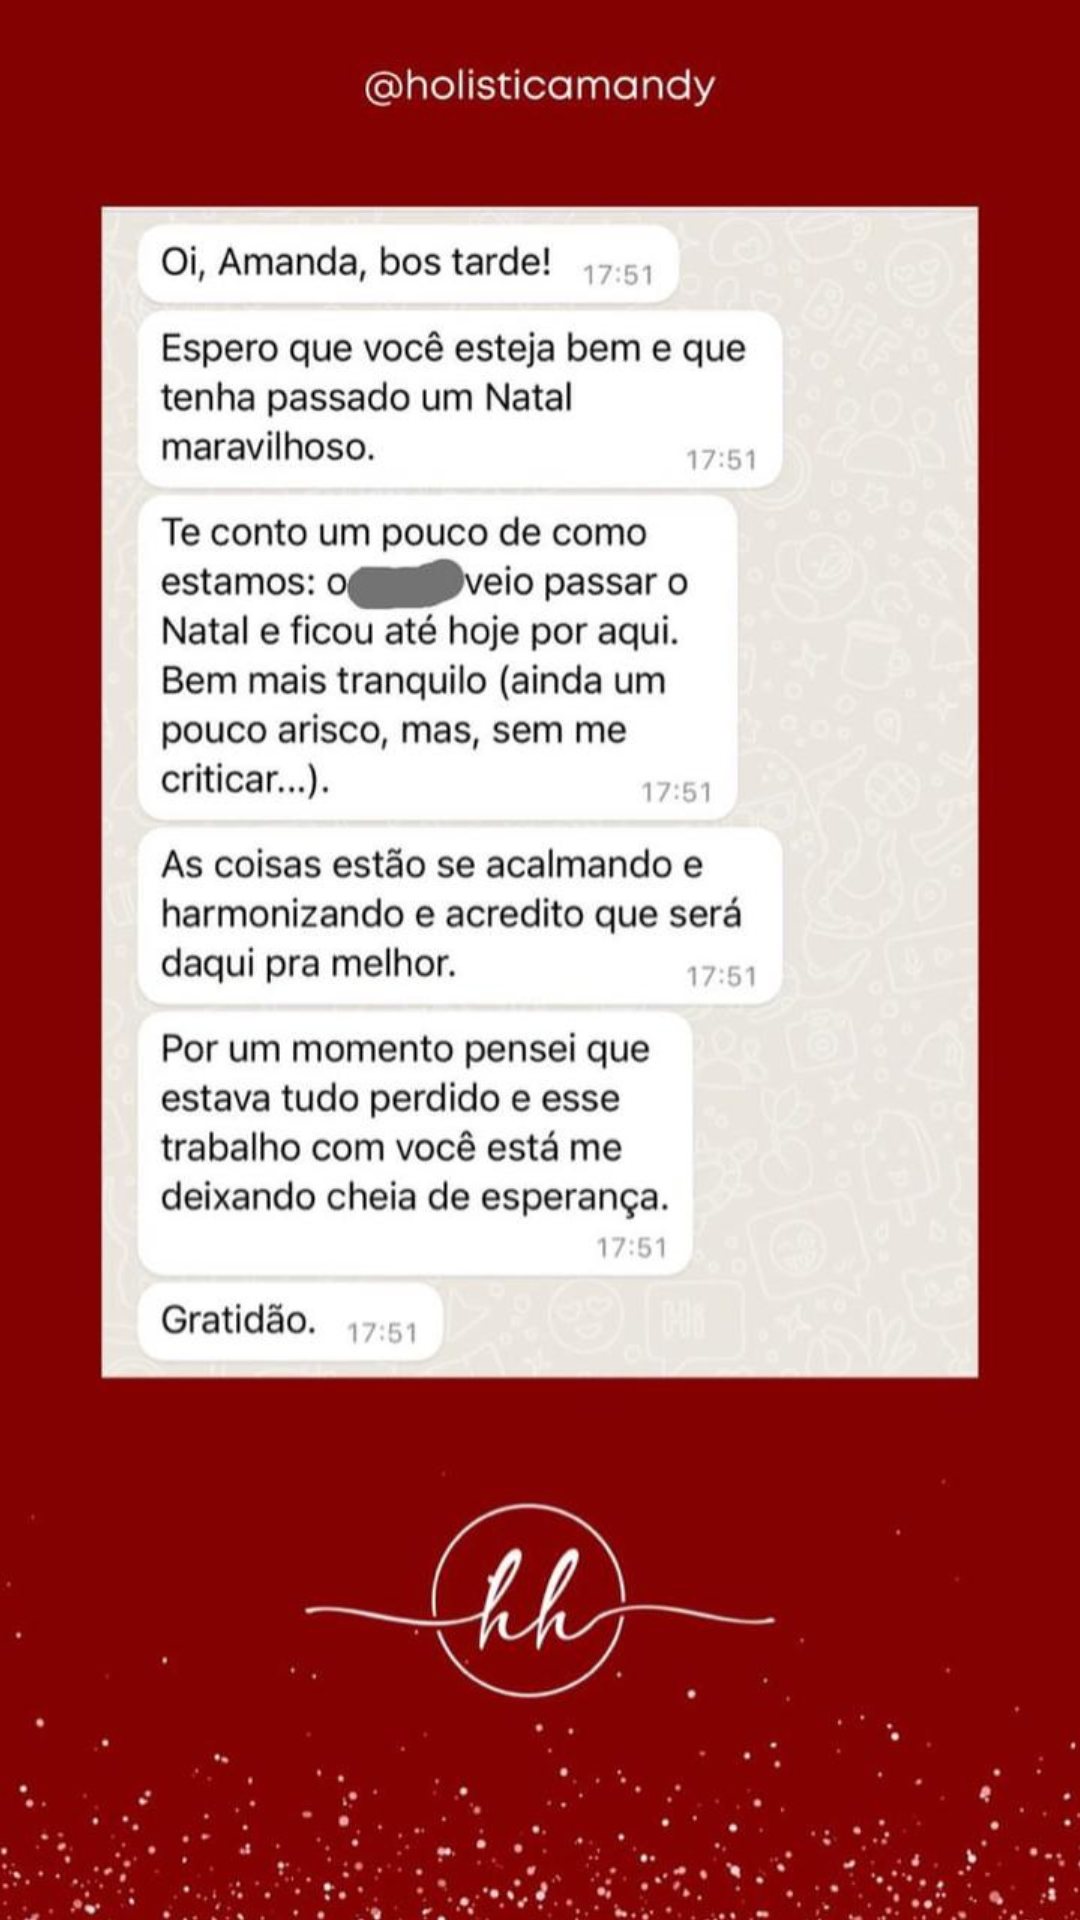 @holisticamandy
Oi, Amanda, bos tarde! 17:51
Espero que você esteja bem e que
tenha passado um Natal
maravilhoso. 17:51
Te conto um pouco de como
estamos: o veio passar o
Natal e ficou até hoje por aqui.
Bem mais tranquilo (ainda um
pouco arisco, mas, sem me
criticar...). 17:51
As coisas estão se acalmando e
harmonizando e acredito que será
daqui pra melhor. 17:51
Por um momento pensei que
estava tudo perdido e esse
trabalho com você está me
deixando cheia de esperança.
17:51
Gratidão. 17:51
hh